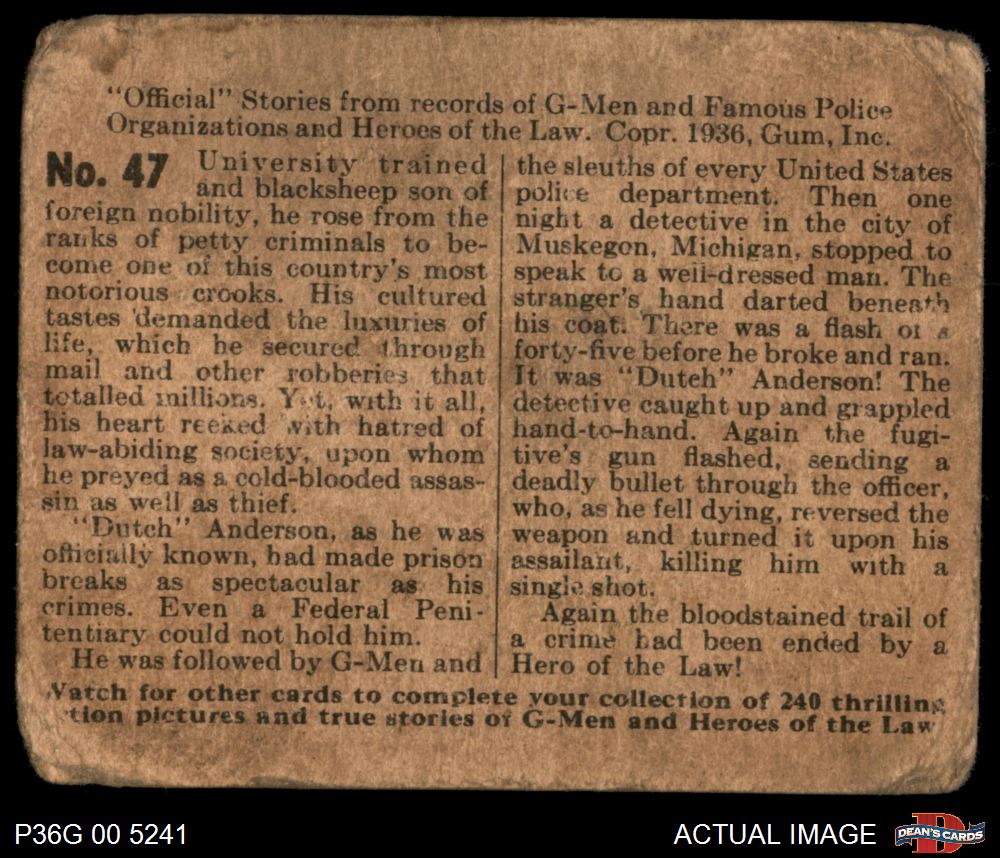 "Official" Stories from records of G-Men and Famous Police
Organizations and Heroes of the Law. Copr. 1936, Gum, Inc.
No. 47 University trained
and blacksheep son of
foreign nobility, he rose from the
ranks of petty criminals to be-
come one of this country's most
notorious crooks. His cultured
tastes demanded the luxuries of
life, which he secured through
mail and other robberies that
totalled millions. Yet, with it all,
his heart reeked with hatred of
law-abiding society, upon whom
he preyed as a cold-blooded assas-
sin as well as thief.
"Dutch" Anderson, as he was
officially known, had made prison
breaks as spectacular as his
crimes. Even a Federal Peni-
tentiary could not hold him.
He was followed by G-Men and
the sleuths of every United States
police department. Then one
night a detective in the city of
Muskegon, Michigan, stopped to
speak to a well-dressed man. The
stranger's hand darted beneath
his coat. There was a flash of a
forty-five before he broke and ran.
It was "Dutch" Anderson! The
detective caught up and grappled
hand-to-hand. Again the fugi-
tive's gun flashed, sending a
deadly bullet through the officer,
who, as he fell dying, reversed the
weapon and turned it upon his
assailant, killing him with a
single shot.
Again the bloodstained trail of
a crime had been ended by a
Hero of the Law!
Watch for other cards to complete your collection of 240 thrilling
tion pictures and true stories of G-Men and Heroes of the Law
P36G 00 5241
ACTUAL IMAGE
D
DEAN'S CARDS